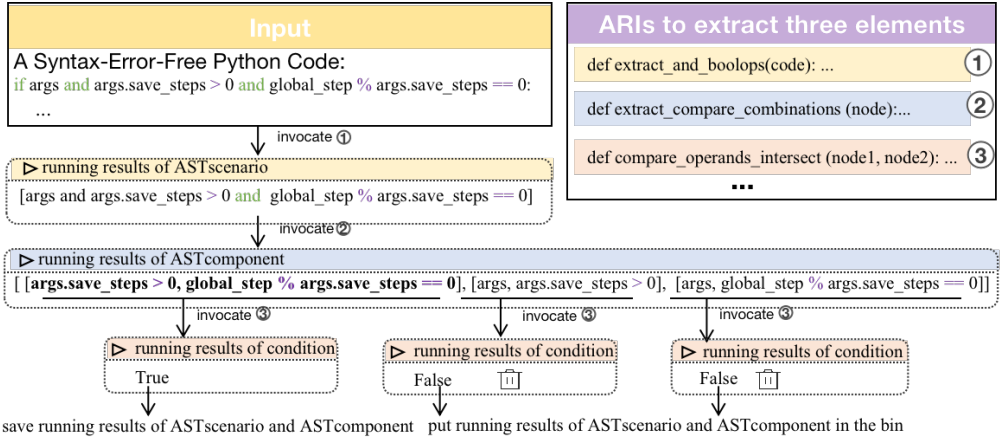 Input
A Syntax-Error-Free Python Code:
if args and args.save_steps > 0 and global_step % args.save_steps == 0:
...
ARIs to extract three elements
def extract_and_boolops(code): ... ①
def extract_compare_combinations (node):... ②
def compare_operands_intersect (node1, node2): ... ③
...
invocate ①
running results of ASTscenario
[args and args.save_steps > 0 and global_step % args.save_steps == 0]
invocate ②
running results of ASTcomponent
[ [args.save_steps > 0, global_step % args.save_steps == 0], [args, args.save_steps > 0], [args, global_step % args.save_steps == 0]]
invocate ③ invocate ③ invocate ③
running results of condition running results of condition running results of condition
True False False
save running results of ASTscenario and ASTcomponent put running results of ASTscenario and ASTcomponent in the bin